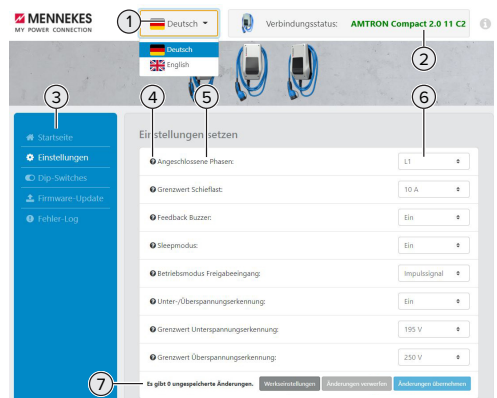 MENNEKES
MY POWER CONNECTION
1
Deutsch
Verbindungsstatus: AMTRON Compact 2.0 11 C2
Deutsch
English
2
3
4
5
6
Startseite
Einstellungen
Dip-Switches
Firmware-Update
Fehler-Log
Einstellungen setzen
Angeschlossene Phasen: L1
Grenzwert Schieflast: 10 A
Feedback Buzzer: Ein
Sleepmodus: Ein
Betriebsmodus Freigabeeingang: Impulssignal
Unter-/Überspannungserkennung: Ein
Grenzwert Unterspannungserkennung: 195 V
Grenzwert Überspannungserkennung: 250 V
7
Es gibt 0 ungespeicherte Änderungen. Werkseinstellungen Änderungen verwerfen Änderungen übernehmen